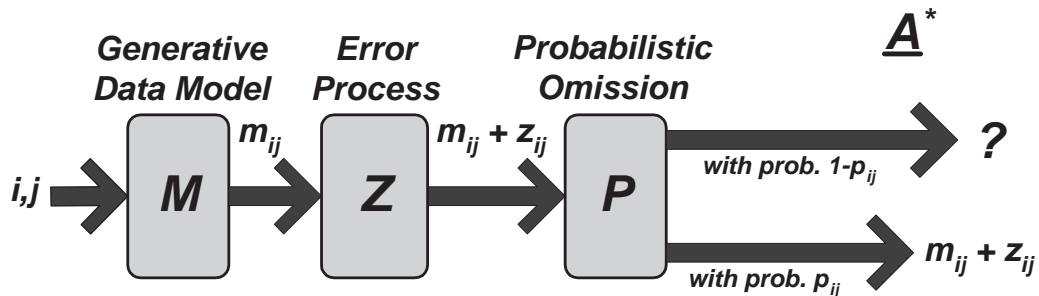 Generative
Data Model
Error
Process
Probabilistic
Omission
A*
i,j
M
m_ij
Z
m_ij + z_ij
P
with prob. 1-p_ij
?
with prob. p_ij
m_ij + z_ij